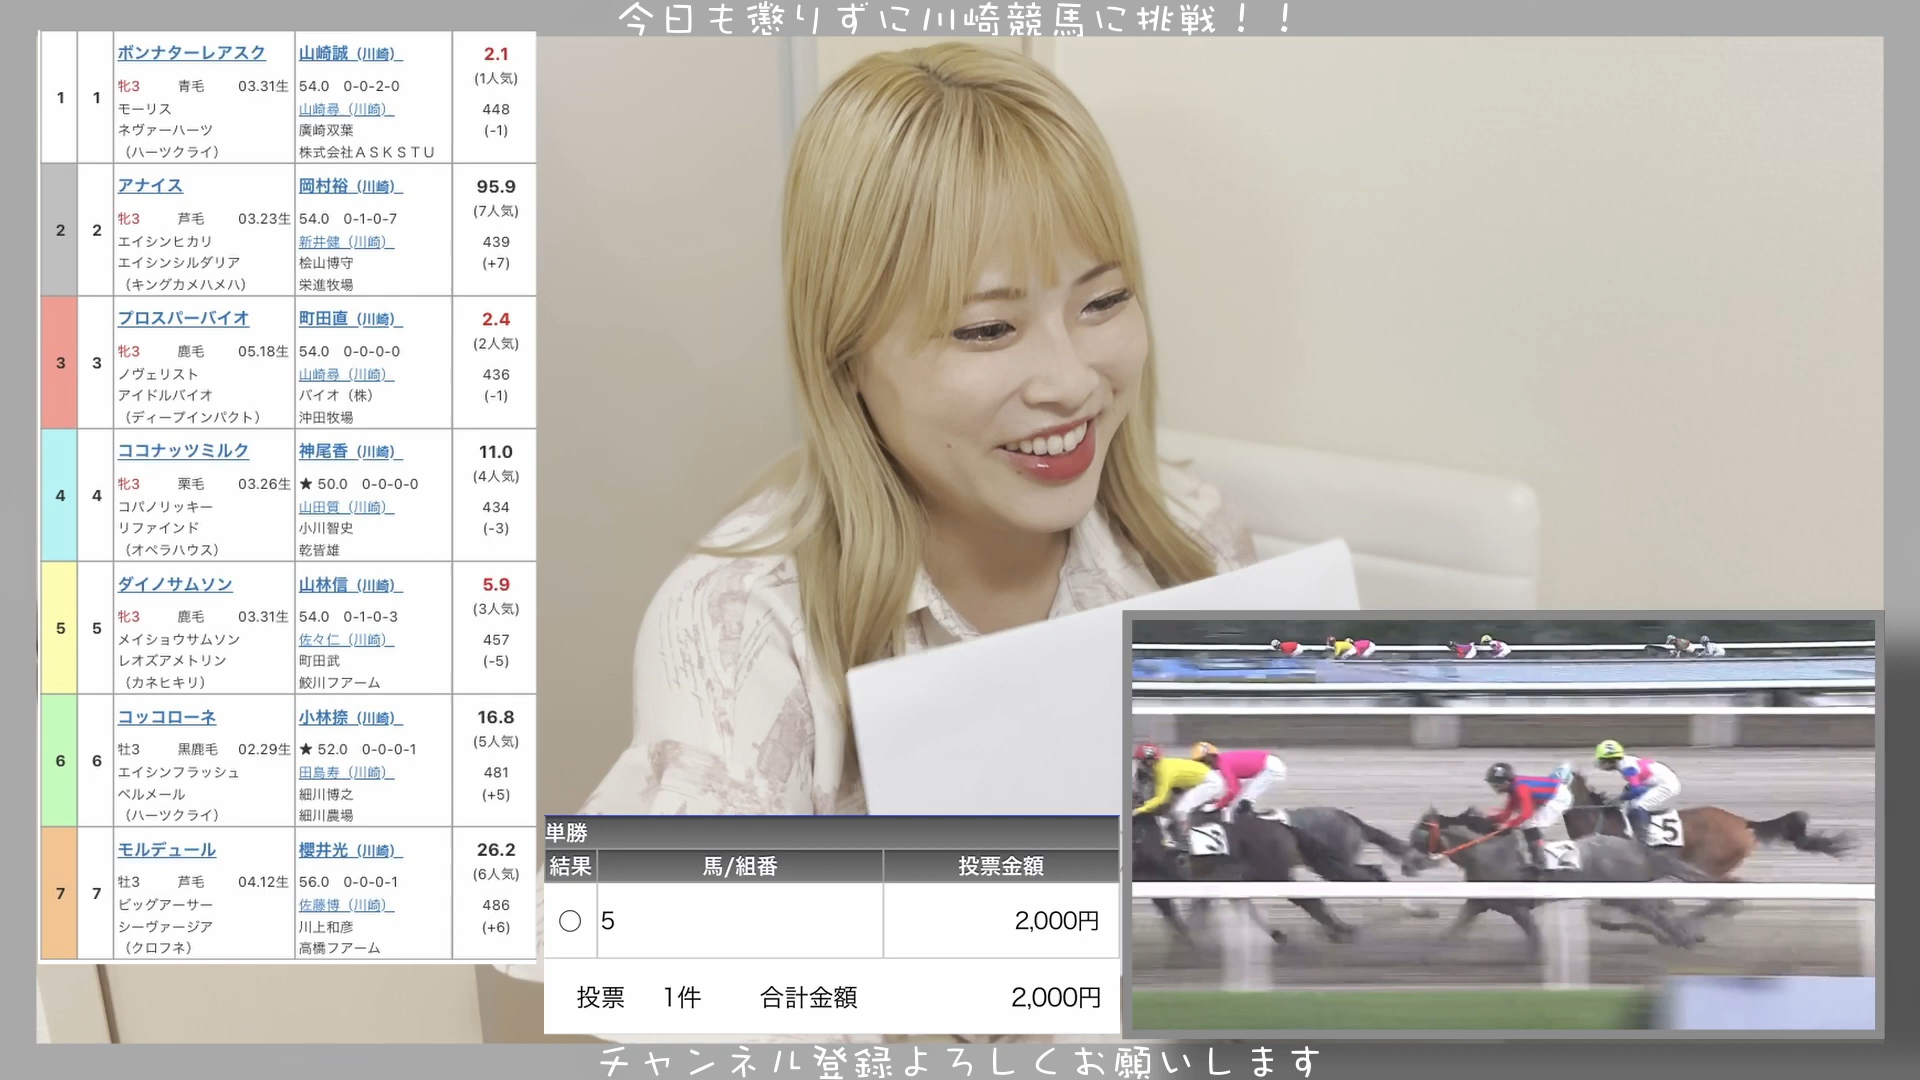 今日も懲りずに川崎競馬に挑戦！！
1 1 ボンナターレアスク 山崎誠（川崎） 2.1
(1人気)
牝3 青毛 03.31生 54.0 0-0-2-0
モーリス 山崎尋（川崎） 448
ネヴァーハーツ 廣崎双葉 (-1)
（ハーツクライ） 株式会社ＡＳＫＳＴＵ
2 2 アナイス 岡村裕（川崎） 95.9
(7人気)
牝3 芦毛 03.23生 54.0 0-1-0-7
エイシンヒカリ 新井健（川崎） 439
エイシンシルダリア 桧山博守 (+7)
（キングカメハメハ） 栄進牧場
3 3 プロスパーバイオ 町田直（川崎） 2.4
(2人気)
牝3 鹿毛 05.18生 54.0 0-0-0-0
ノヴェリスト 山崎尋（川崎） 436
アイドルバイオ バイオ（株） (-1)
（ディープインパクト） 沖田牧場
4 4 ココナッツミルク 神尾香（川崎） 11.0
(4人気)
牝3 栗毛 03.26生 ★ 50.0 0-0-0-0
コパノリッキー 山田質（川崎） 434
リファインド 小川智史 (-3)
（オペラハウス） 乾皆雄
5 5 ダイノサムソン 山林信（川崎） 5.9
(3人気)
牝3 鹿毛 03.31生 54.0 0-1-0-3
メイショウサムソン 佐々仁（川崎） 457
レオズアメトリン 町田武 (-5)
（カネヒキリ） 鮫川フアーム
6 6 コッコローネ 小林捺（川崎） 16.8
(5人気)
牡3 黒鹿毛 02.29生 ★ 52.0 0-0-0-1
エイシンフラッシュ 田島寿（川崎） 481
ベルメール 細川博之 (+5)
（ハーツクライ） 細川農場
7 7 モルデュール 櫻井光（川崎） 26.2
(6人気)
牡3 芦毛 04.12生 56.0 0-0-0-1
ビッグアーサー 佐藤博（川崎） 486
シーヴァージア 川上和彦 (+6)
（クロフネ） 高橋フアーム
単勝
結果 馬/組番 投票金額
○ 5 2,000円
投票 1件 合計金額 2,000円
3
2
5
チャンネル登録よろしくお願いします